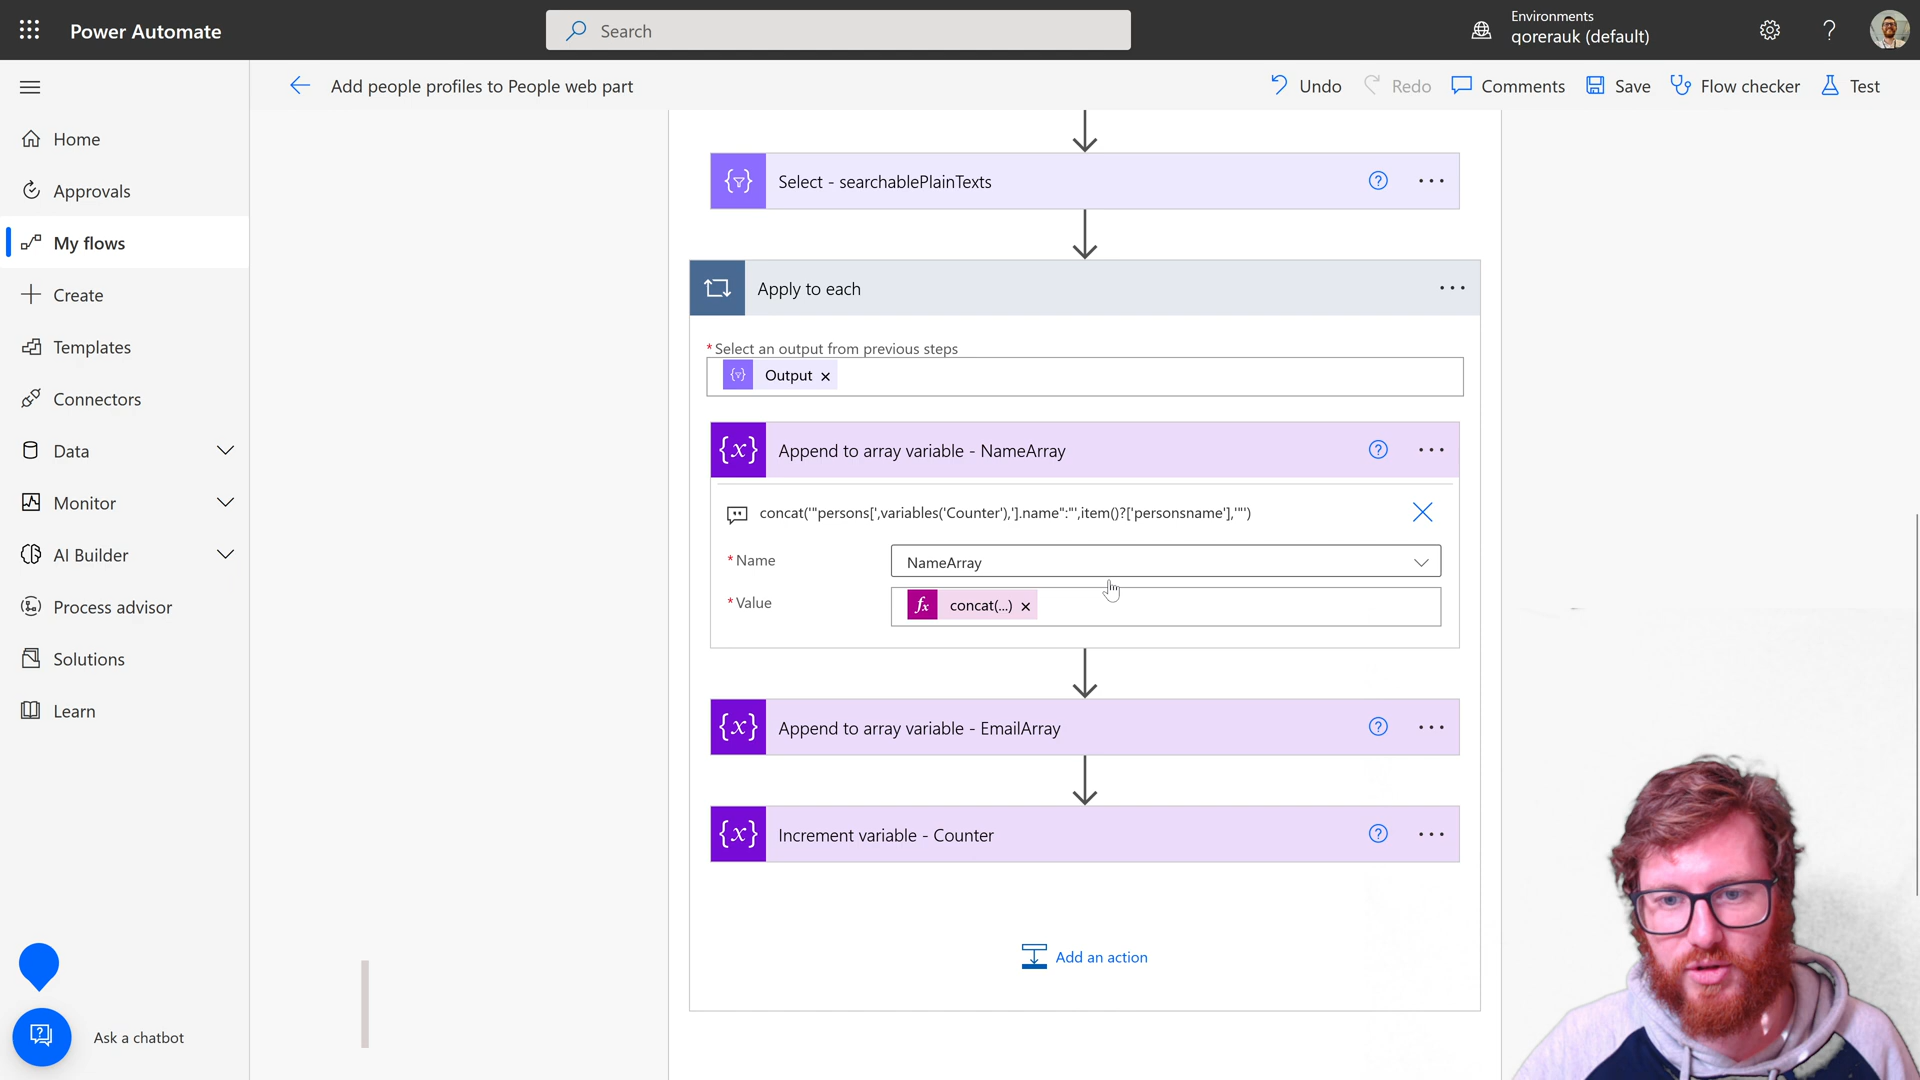 Power Automate
Search
Environments
qorerauk (default)
?
Add people profiles to People web part
Undo
Redo
Comments
Save
Flow checker
Test
Home
Approvals
My flows
Create
Templates
Connectors
Data
Monitor
AI Builder
Process advisor
Solutions
Learn
Ask a chatbot
Select - searchablePlainTexts
Apply to each
* Select an output from previous steps
Output ×
{x} Append to array variable - NameArray
concat('"persons[',variables('Counter'),'].name":"',item()?['personsname'],'"')
* Name
NameArray
* Value
fx concat(...) ×
{x} Append to array variable - EmailArray
{x} Increment variable - Counter
Add an action